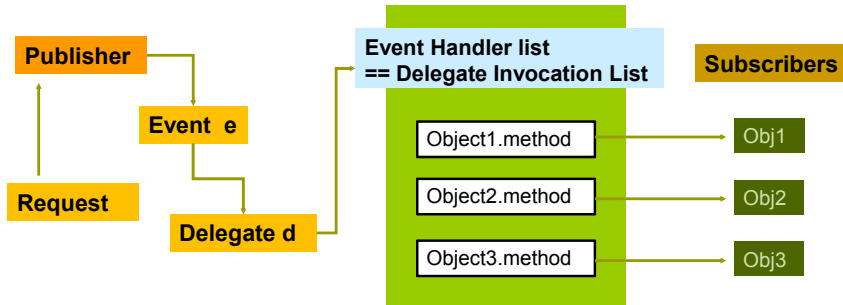 Publisher
Event e
Request
Delegate d
Event Handler list
== Delegate Invocation List
Object1.method
Object2.method
Object3.method
Subscribers
Obj1
Obj2
Obj3